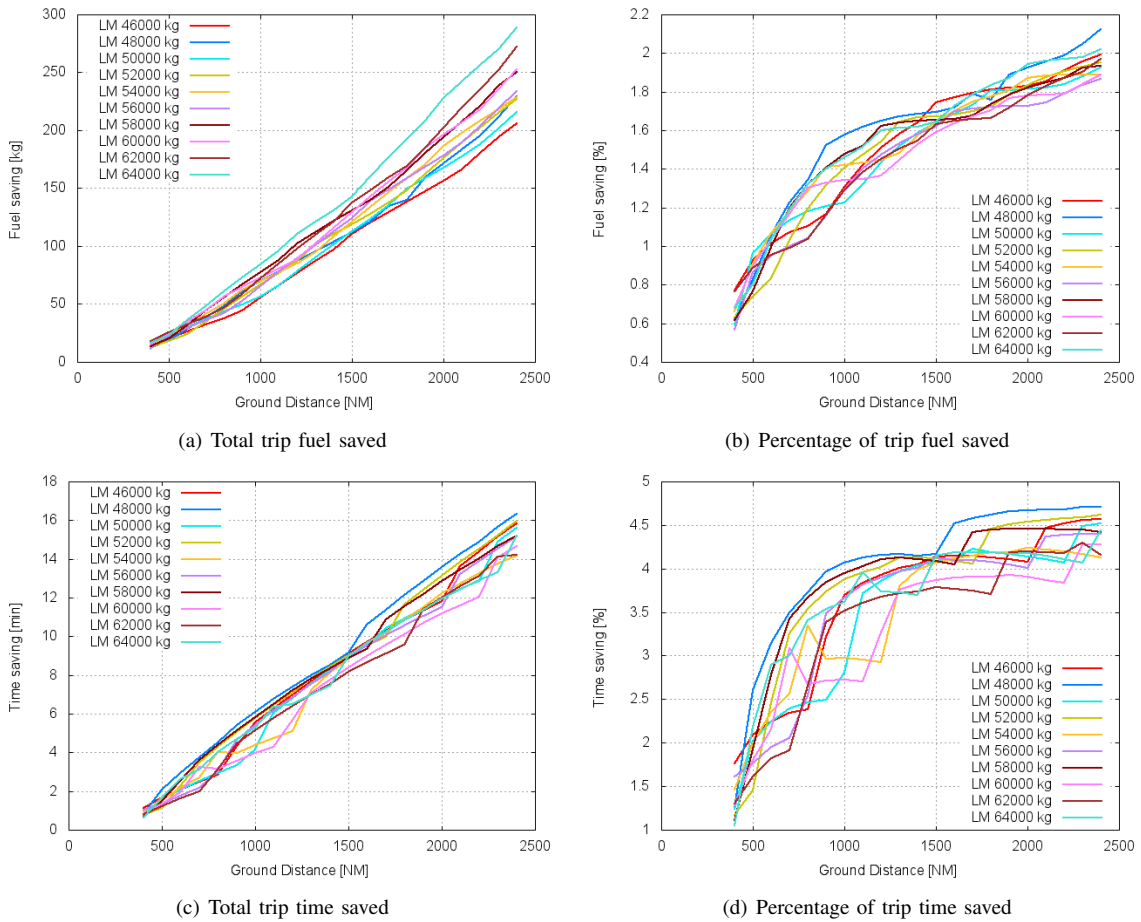 300
250
200
150
100
50
0
Fuel saving [kg]
LM 46000 kg
LM 48000 kg
LM 50000 kg
LM 52000 kg
LM 54000 kg
LM 56000 kg
LM 58000 kg
LM 60000 kg
LM 62000 kg
LM 64000 kg
0 500 1000 1500 2000 2500
Ground Distance [NM]
(a) Total trip fuel saved
2.2
2
1.8
1.6
1.4
1.2
1
0.8
0.6
0.4
Fuel saving [%]
LM 46000 kg
LM 48000 kg
LM 50000 kg
LM 52000 kg
LM 54000 kg
LM 56000 kg
LM 58000 kg
LM 60000 kg
LM 62000 kg
LM 64000 kg
0 500 1000 1500 2000 2500
Ground Distance [NM]
(b) Percentage of trip fuel saved
18
16
14
12
10
8
6
4
2
0
Time saving [min]
LM 46000 kg
LM 48000 kg
LM 50000 kg
LM 52000 kg
LM 54000 kg
LM 56000 kg
LM 58000 kg
LM 60000 kg
LM 62000 kg
LM 64000 kg
0 500 1000 1500 2000 2500
Ground Distance [NM]
(c) Total trip time saved
5
4.5
4
3.5
3
2.5
2
1.5
1
Time saving [%]
LM 46000 kg
LM 48000 kg
LM 50000 kg
LM 52000 kg
LM 54000 kg
LM 56000 kg
LM 58000 kg
LM 60000 kg
LM 62000 kg
LM 64000 kg
0 500 1000 1500 2000 2500
Ground Distance [NM]
(d) Percentage of trip time saved